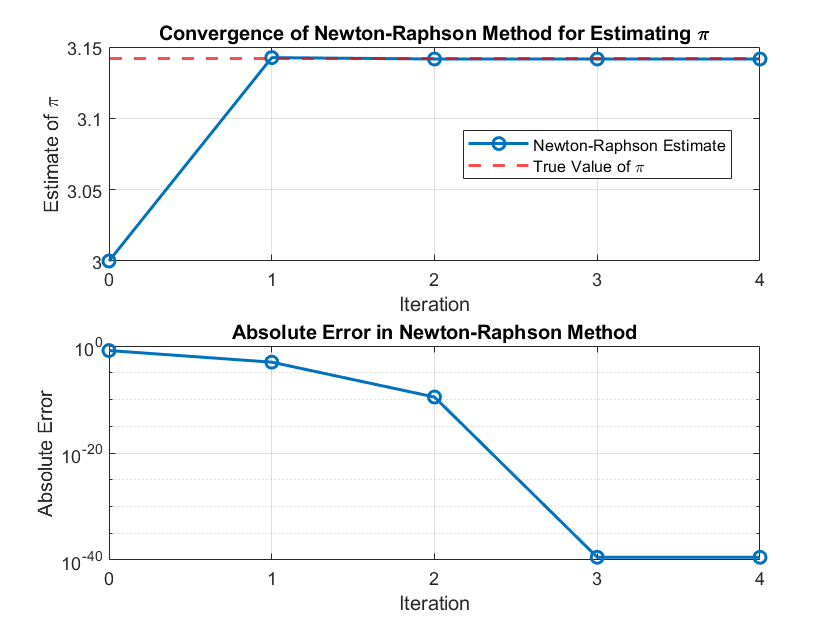 Convergence of Newton-Raphson Method for Estimating π
3.15
3.1
3.05
3
Estimate of π
Newton-Raphson Estimate
True Value of π
0 1 2 3 4
Iteration
Absolute Error in Newton-Raphson Method
10^0
10^-20
10^-40
Absolute Error
0 1 2 3 4
Iteration